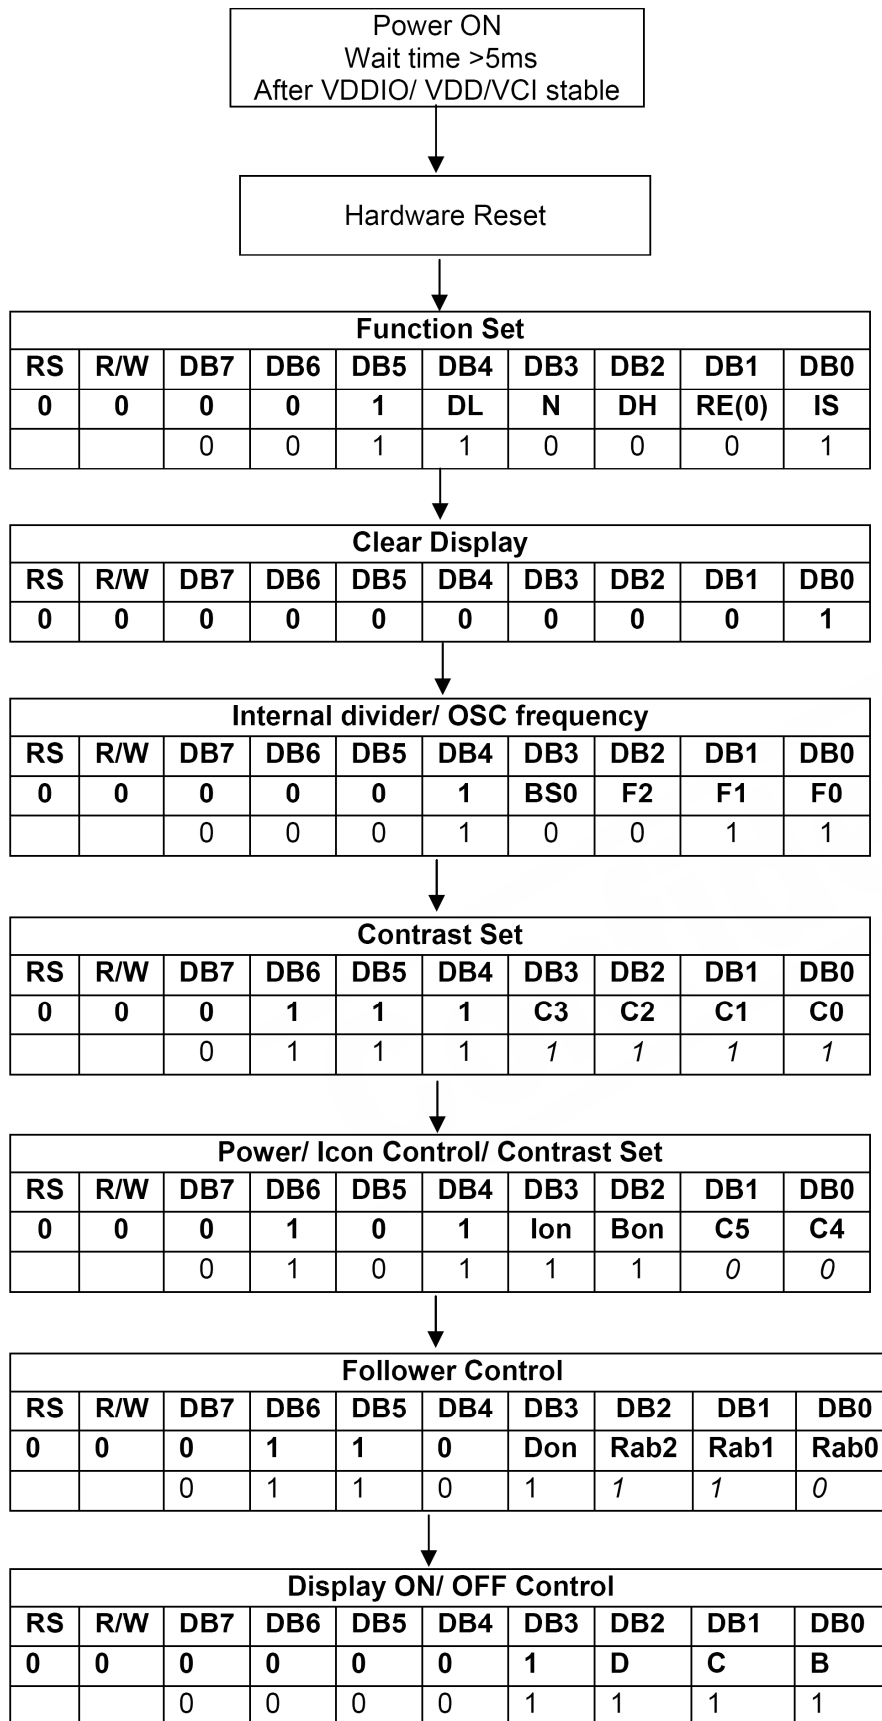 Power ON
Wait time >5ms
After VDDIO/ VDD/VCI stable
Hardware Reset
Function Set
RS R/W DB7 DB6 DB5 DB4 DB3 DB2 DB1 DB0
0 0 0 0 1 DL N DH RE(0) IS
0 0 1 1 0 0 0 1
Clear Display
RS R/W DB7 DB6 DB5 DB4 DB3 DB2 DB1 DB0
0 0 0 0 0 0 0 0 0 1
Internal divider/ OSC frequency
RS R/W DB7 DB6 DB5 DB4 DB3 DB2 DB1 DB0
0 0 0 0 0 1 BS0 F2 F1 F0
0 0 0 1 0 0 1 1
Contrast Set
RS R/W DB7 DB6 DB5 DB4 DB3 DB2 DB1 DB0
0 0 0 1 1 1 C3 C2 C1 C0
0 1 1 1 1 1 1 1
Power/ Icon Control/ Contrast Set
RS R/W DB7 DB6 DB5 DB4 DB3 DB2 DB1 DB0
0 0 0 1 0 1 Ion Bon C5 C4
0 1 0 1 1 1 0 0
Follower Control
RS R/W DB7 DB6 DB5 DB4 DB3 DB2 DB1 DB0
0 0 0 1 1 0 Don Rab2 Rab1 Rab0
0 1 1 0 1 1 1 0
Display ON/ OFF Control
RS R/W DB7 DB6 DB5 DB4 DB3 DB2 DB1 DB0
0 0 0 0 0 0 1 D C B
0 0 0 0 1 1 1 1